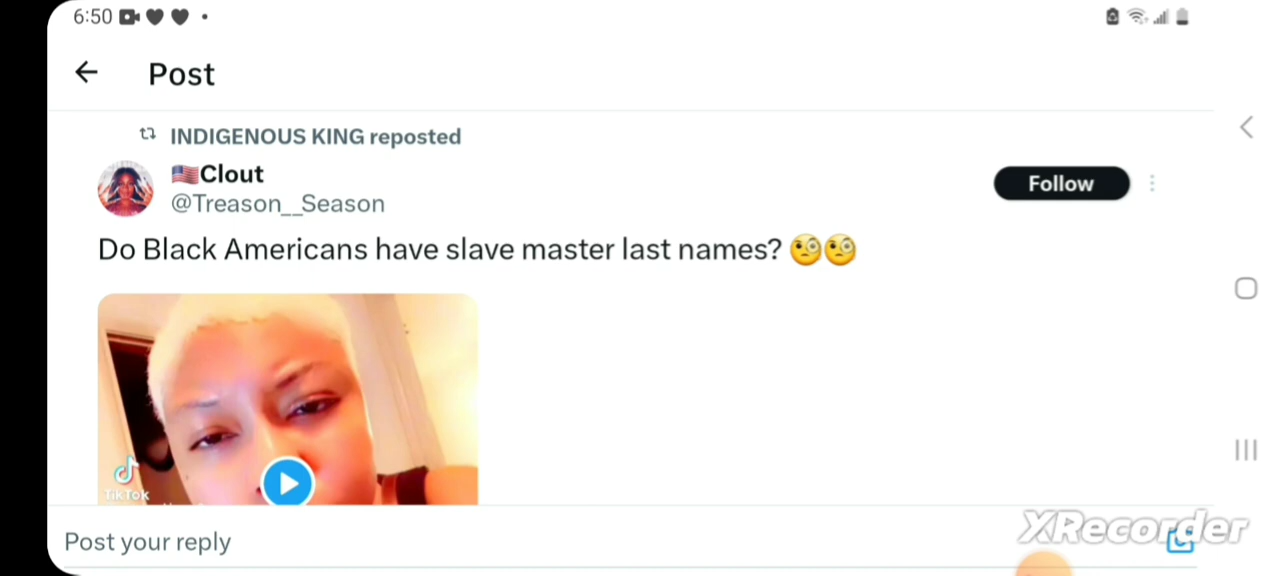 6:50
Post
INDIGENOUS KING reposted
🇺🇸Clout
@Treason__Season
Follow
Do Black Americans have slave master last names? 🧐🧐
TikTok
Post your reply
XRecorder